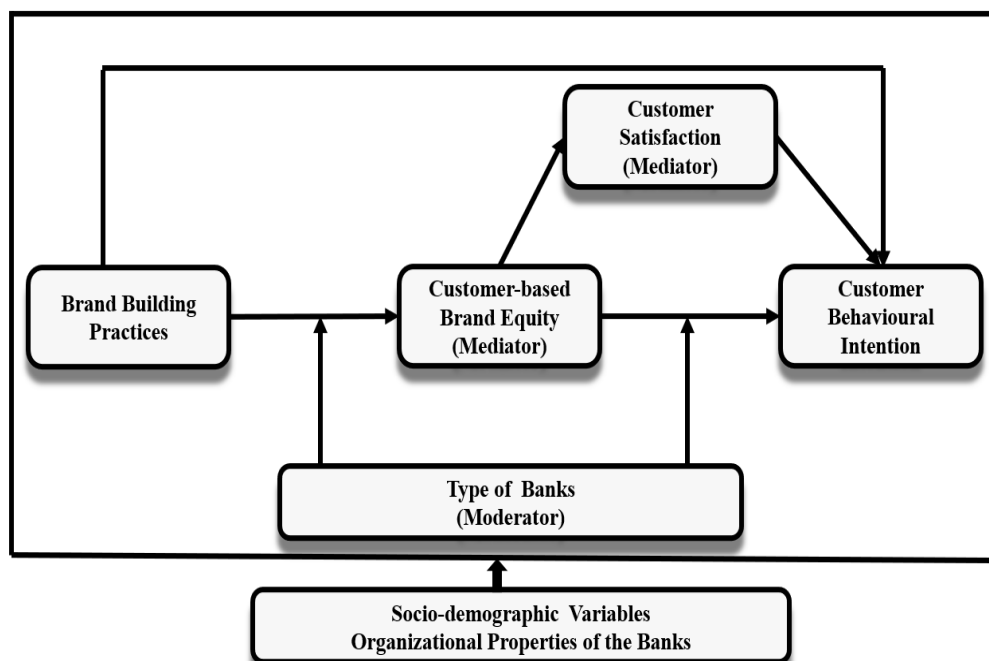 Customer
Satisfaction
(Mediator)
Brand Building
Practices
Customer-based
Brand Equity
(Mediator)
Customer
Behavioural
Intention
Type of Banks
(Moderator)
Socio-demographic Variables
Organizational Properties of the Banks